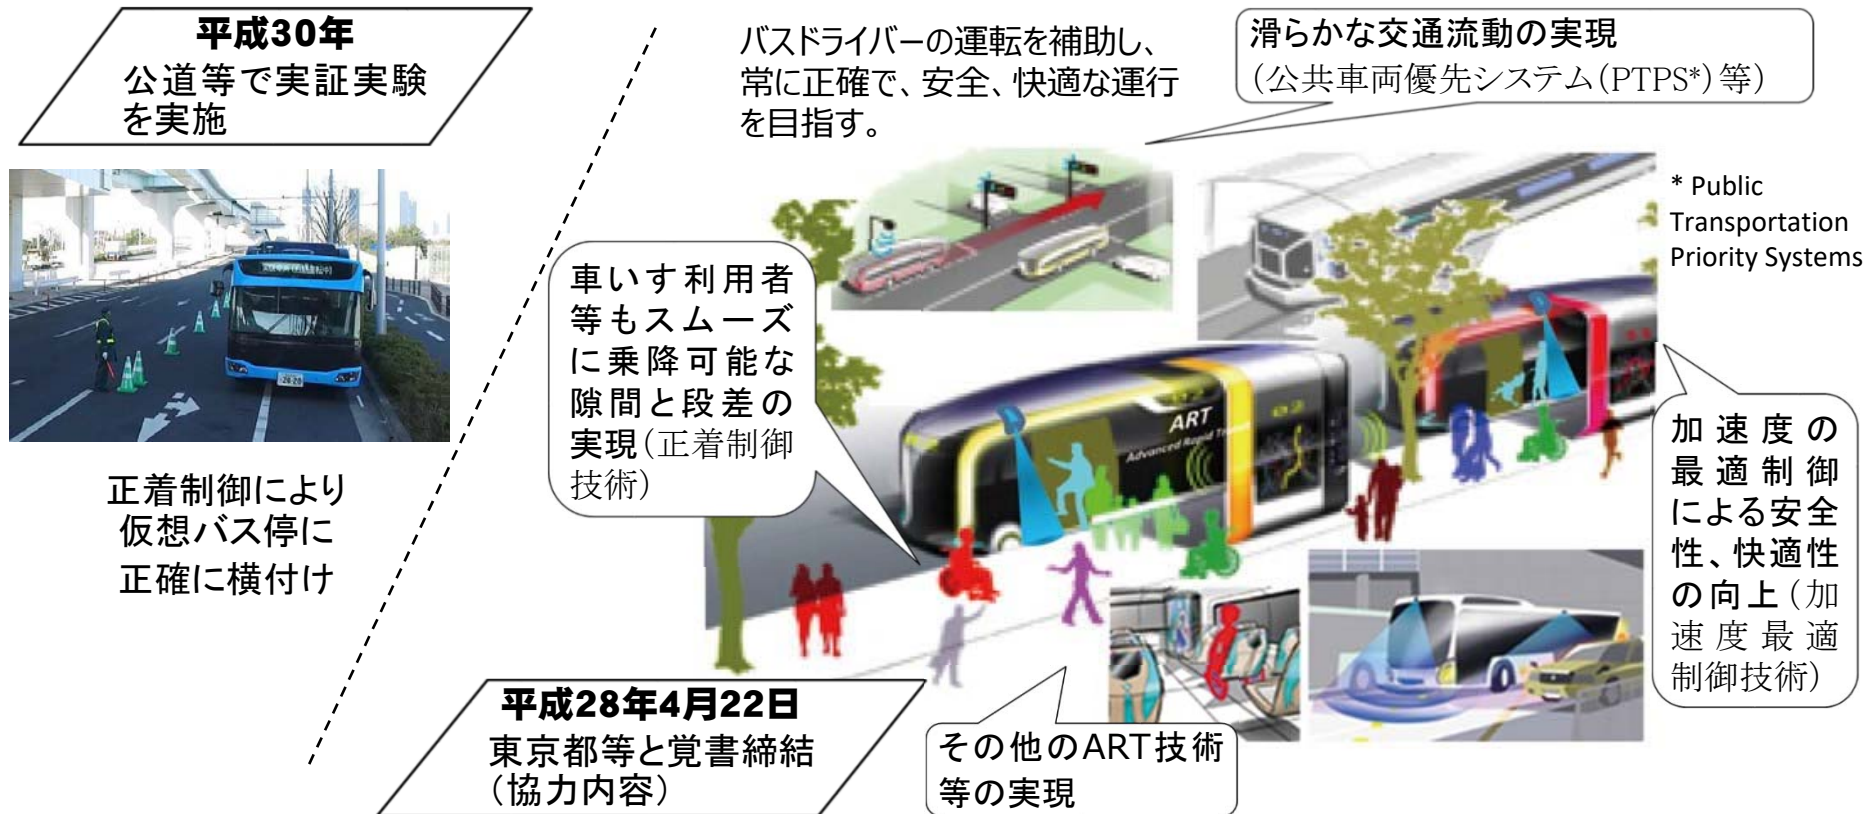 平成30年
公道等で実証実験
を実施
正着制御により
仮想バス停に
正確に横付け
バスドライバーの運転を補助し、
常に正確で、安全、快適な運行
を目指す。
滑らかな交通流動の実現
(公共車両優先システム(PTPS*)等)
* Public
Transportation
Priority Systems
車いす利用者
等もスムーズ
に乗降可能な
隙間と段差の
実現(正着制御
技術)
ART
Advanced Rapid
加速度の
最適制御
による安全
性、快適性
の向上(加
速度最適
制御技術)
平成28年4月22日
東京都等と覚書締結
(協力内容)
その他のART技術
等の実現